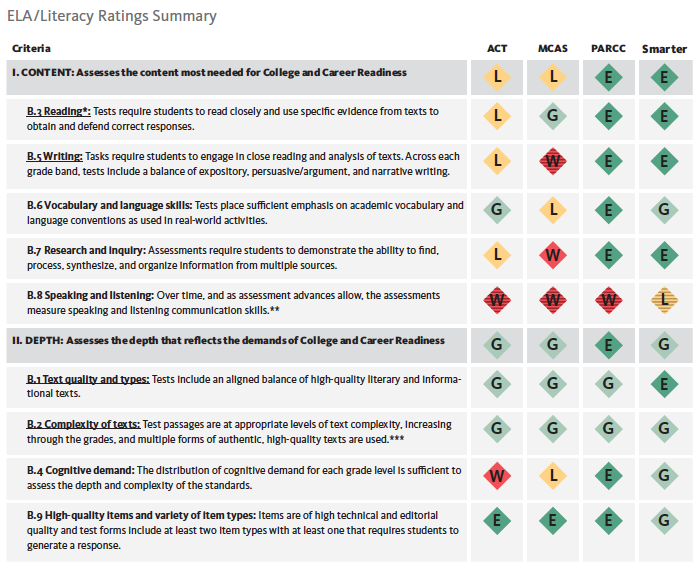 ELA/Literacy Ratings Summary
Criteria ACT MCAS PARCC Smarter
I. CONTENT: Assesses the content most needed for College and Career Readiness L L E E
B.3 Reading*: Tests require students to read closely and use specific evidence from texts to
obtain and defend correct responses. L G E E
B.5 Writing: Tasks require students to engage in close reading and analysis of texts. Across each
grade band, tests include a balance of expository, persuasive/argument, and narrative writing. L W E E
B.6 Vocabulary and language skills: Tests place sufficient emphasis on academic vocabulary and
language conventions as used in real-world activities. G L E G
B.7 Research and inquiry: Assessments require students to demonstrate the ability to find,
process, synthesize, and organize information from multiple sources. L W E E
B.8 Speaking and listening: Over time, and as assessment advances allow, the assessments
measure speaking and listening communication skills.** W W W L
II. DEPTH: Assesses the depth that reflects the demands of College and Career Readiness G G E G
B.1 Text quality and types: Tests include an aligned balance of high-quality literary and informa-
tional texts. G G G E
B.2 Complexity of texts: Test passages are at appropriate levels of text complexity, increasing
through the grades, and multiple forms of authentic, high-quality texts are used.*** G G G G
B.4 Cognitive demand: The distribution of cognitive demand for each grade level is sufficient to
assess the depth and complexity of the standards. W L E G
B.9 High-quality items and variety of item types: Items are of high technical and editorial
quality and test forms include at least two item types with at least one that requires students to
generate a response. E E E G